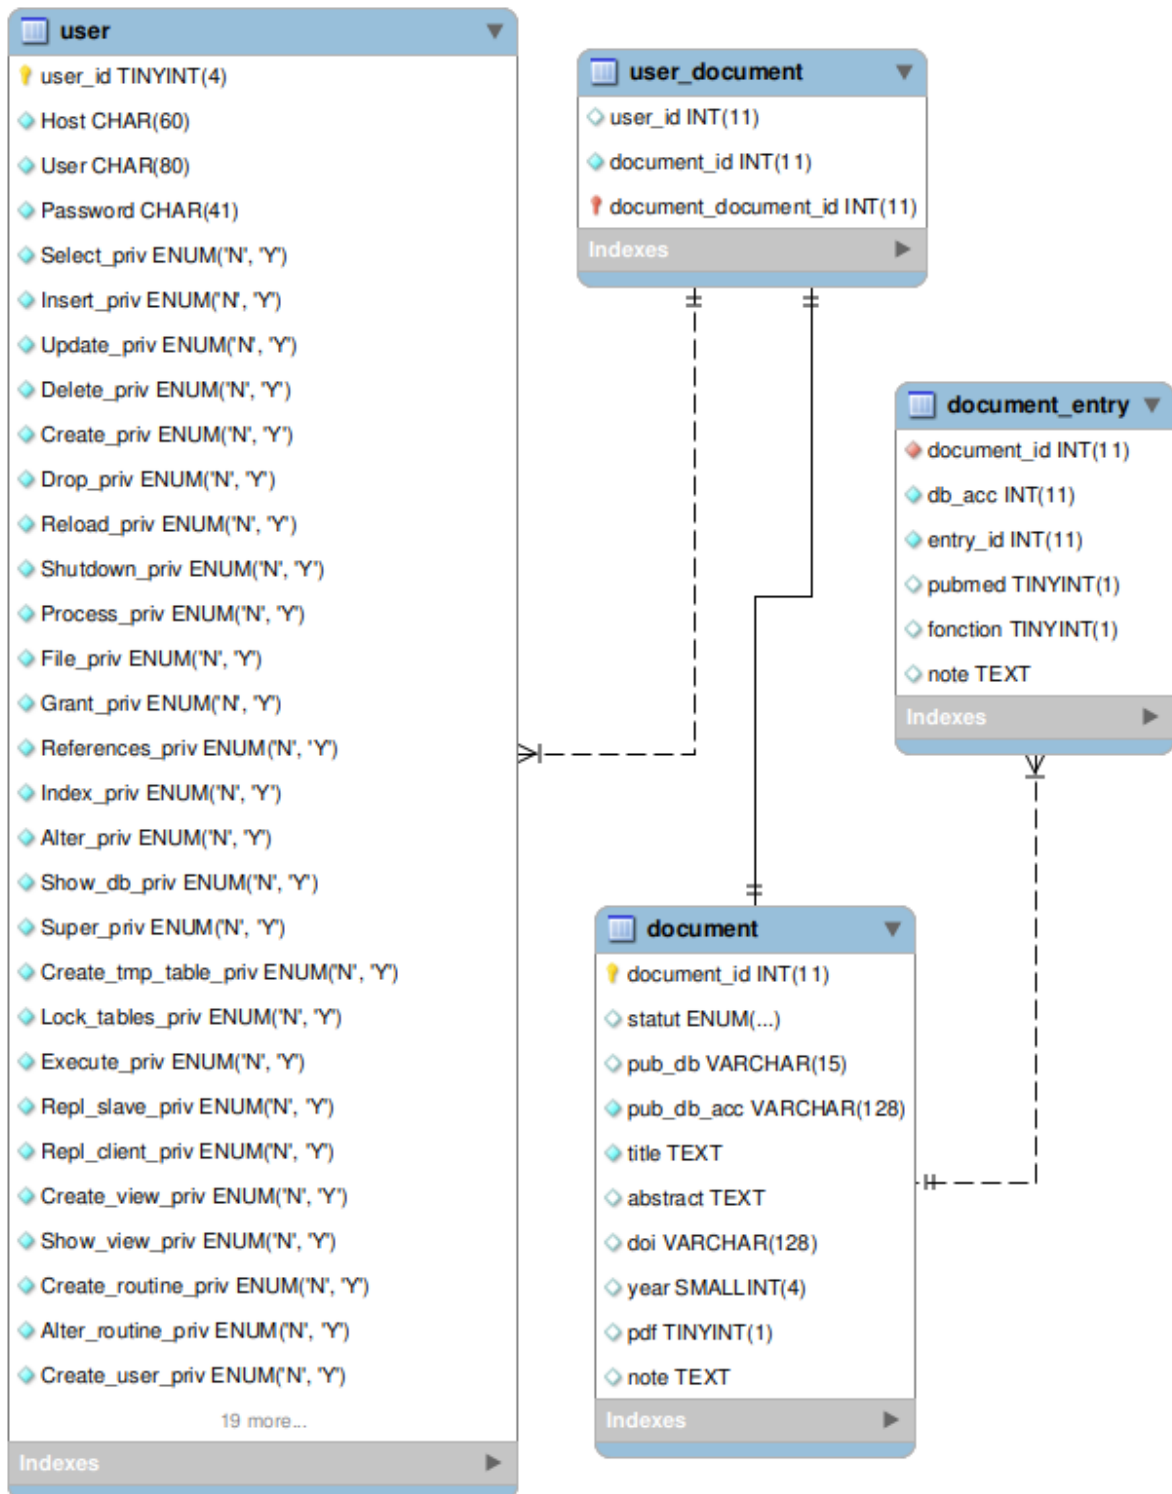 user
user_id TINYINT(4)
Host CHAR(60)
User CHAR(80)
Password CHAR(41)
Select_priv ENUM('N', 'Y')
Insert_priv ENUM('N', 'Y')
Update_priv ENUM('N', 'Y')
Delete_priv ENUM('N', 'Y')
Create_priv ENUM('N', 'Y')
Drop_priv ENUM('N', 'Y')
Reload_priv ENUM('N', 'Y')
Shutdown_priv ENUM('N', 'Y')
Process_priv ENUM('N', 'Y')
File_priv ENUM('N', 'Y')
Grant_priv ENUM('N', 'Y')
References_priv ENUM('N', 'Y')
Index_priv ENUM('N', 'Y')
Alter_priv ENUM('N', 'Y')
Show_db_priv ENUM('N', 'Y')
Super_priv ENUM('N', 'Y')
Create_tmp_table_priv ENUM('N', 'Y')
Lock_tables_priv ENUM('N', 'Y')
Execute_priv ENUM('N', 'Y')
Repl_slave_priv ENUM('N', 'Y')
Repl_client_priv ENUM('N', 'Y')
Create_view_priv ENUM('N', 'Y')
Show_view_priv ENUM('N', 'Y')
Create_routine_priv ENUM('N', 'Y')
Alter_routine_priv ENUM('N', 'Y')
Create_user_priv ENUM('N', 'Y')
19 more...
Indexes
user_document
user_id INT(11)
document_id INT(11)
document_document_id INT(11)
Indexes
document_entry
document_id INT(11)
db_acc INT(11)
entry_id INT(11)
pubmed TINYINT(1)
fonction TINYINT(1)
note TEXT
Indexes
document
document_id INT(11)
statut ENUM(...)
pub_db VARCHAR(15)
pub_db_acc VARCHAR(128)
title TEXT
abstract TEXT
doi VARCHAR(128)
year SMALLINT(4)
pdf TINYINT(1)
note TEXT
Indexes